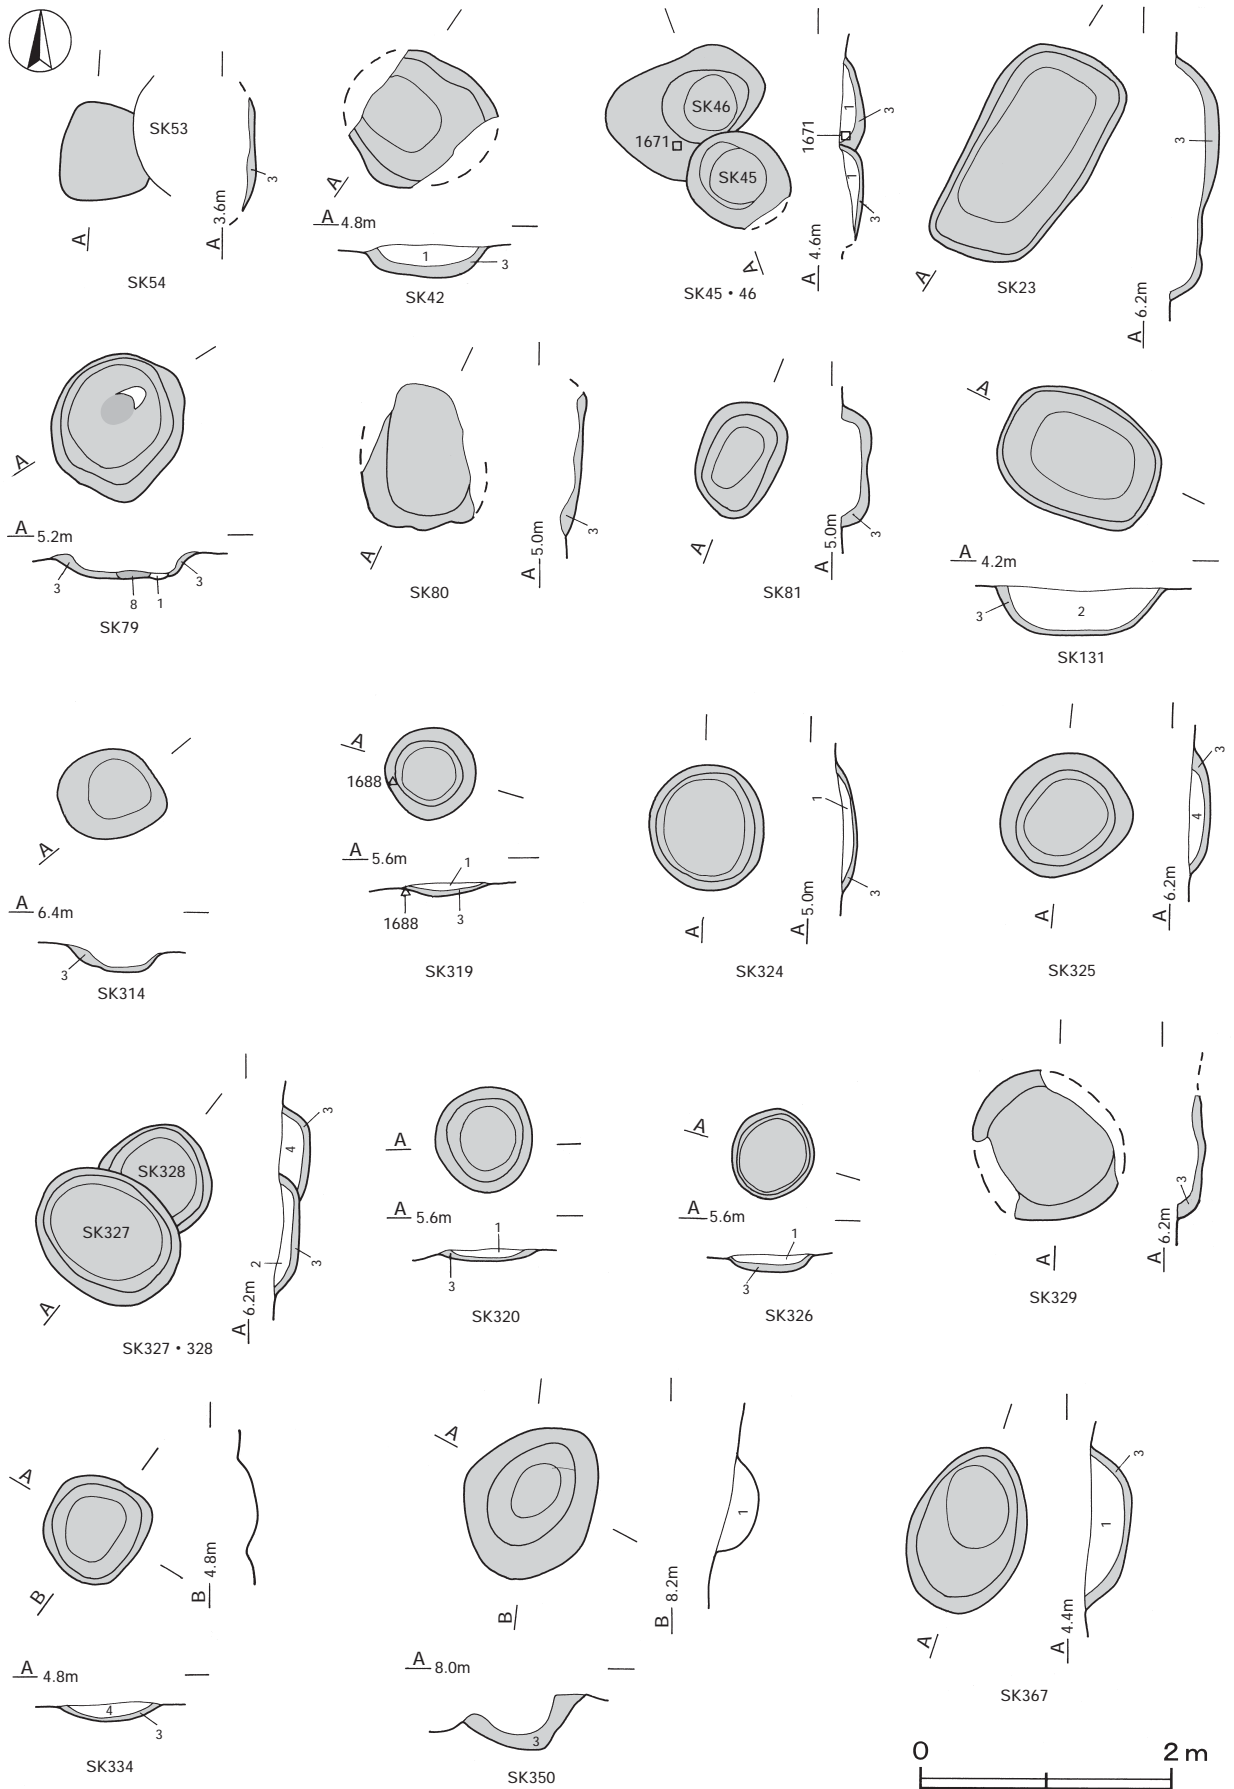 SK53
A
A 3.6m
3
SK54
A
A 4.8m
1
3
SK42
SK46
1671
SK45
A
1671
1
3
1
3
A 4.6m
SK45・46
A
3
A 6.2m
SK23
A
A 5.2m
3
8
1
3
SK79
A
3
A 5.0m
SK80
A
3
A 5.0m
SK81
A
A 4.2m
3
2
SK131
A
A 6.4m
3
SK314
A
1688
A 5.6m
1
3
1688
SK319
A
1
3
A 5.0m
SK324
A
3
4
A 6.2m
SK325
SK328
SK327
A
3
4
2
3
A 6.2m
SK327・328
A
A 5.6m
1
3
SK320
A
A 5.6m
1
3
SK326
A
3
A 6.2m
SK329
A
B
B 4.8m
A 4.8m
4
3
SK334
A
B
1
B 8.2m
A 8.0m
3
SK350
A
3
1
A 4.4m
SK367
0 2m